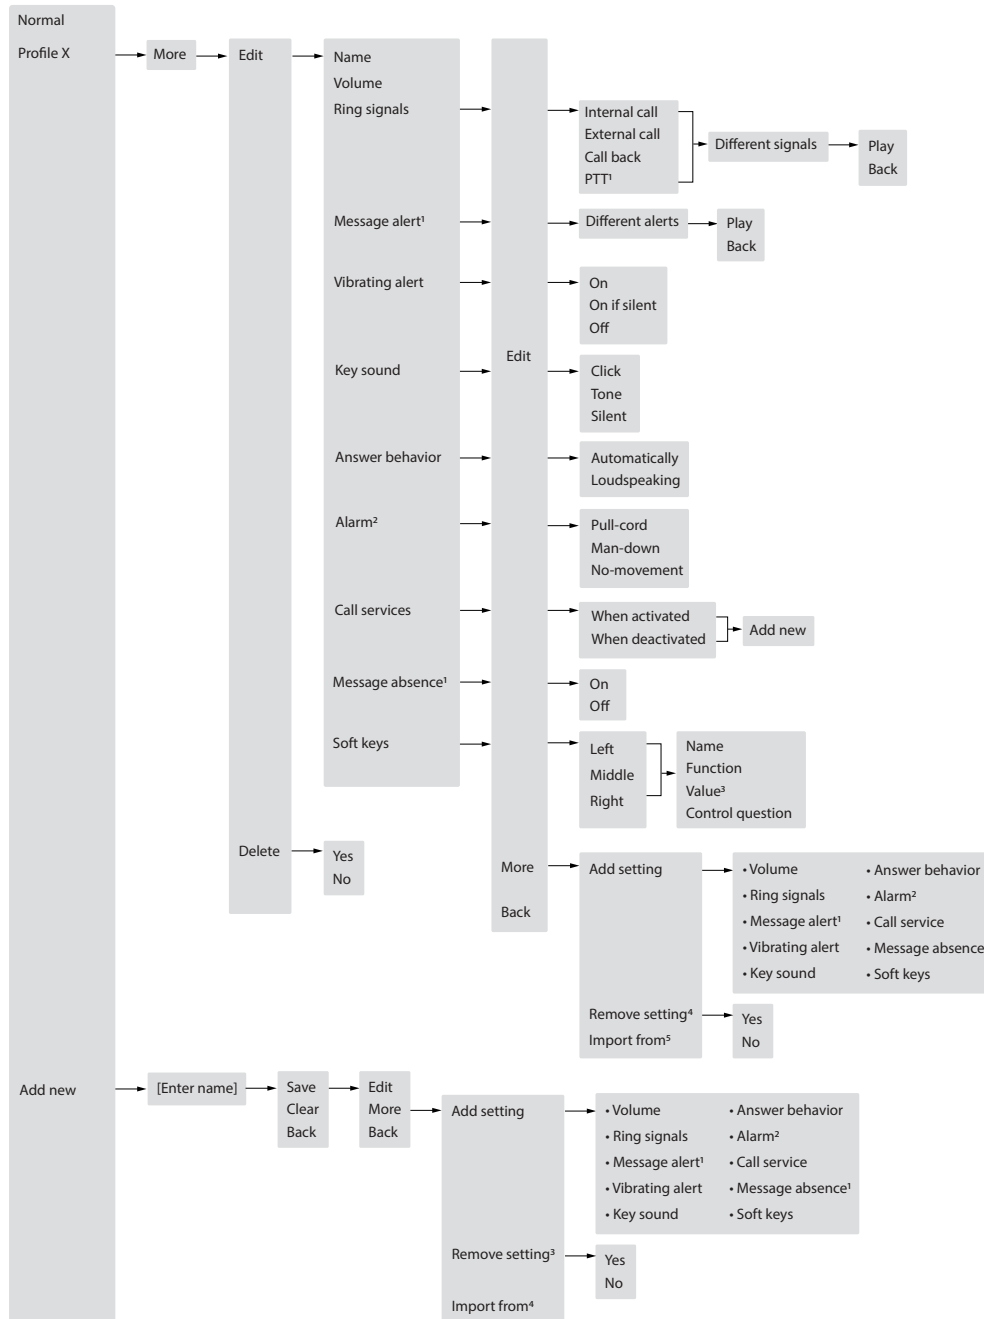 Normal
Profile X
More
Edit
Name
Volume
Ring signals
Internal call
External call
Call back
PTT¹
Different signals
Play
Back
Message alert¹
Different alerts
Play
Back
Vibrating alert
On
On if silent
Off
Edit
Key sound
Click
Tone
Silent
Answer behavior
Automatically
Loudspeaking
Alarm²
Pull-cord
Man-down
No-movement
Call services
When activated
When deactivated
Add new
Message absence¹
On
Off
Soft keys
Left
Middle
Right
Name
Function
Value³
Control question
Delete
Yes
No
More
Back
Add setting
• Volume
• Ring signals
• Message alert¹
• Vibrating alert
• Key sound
• Answer behavior
• Alarm²
• Call service
• Message absence
• Soft keys
Remove setting⁴
Yes
No
Import from⁵
Add new
[Enter name]
Save
Clear
Back
Edit
More
Back
Add setting
• Volume
• Ring signals
• Message alert¹
• Vibrating alert
• Key sound
• Answer behavior
• Alarm²
• Call service
• Message absence¹
• Soft keys
Remove setting³
Yes
No
Import from⁴